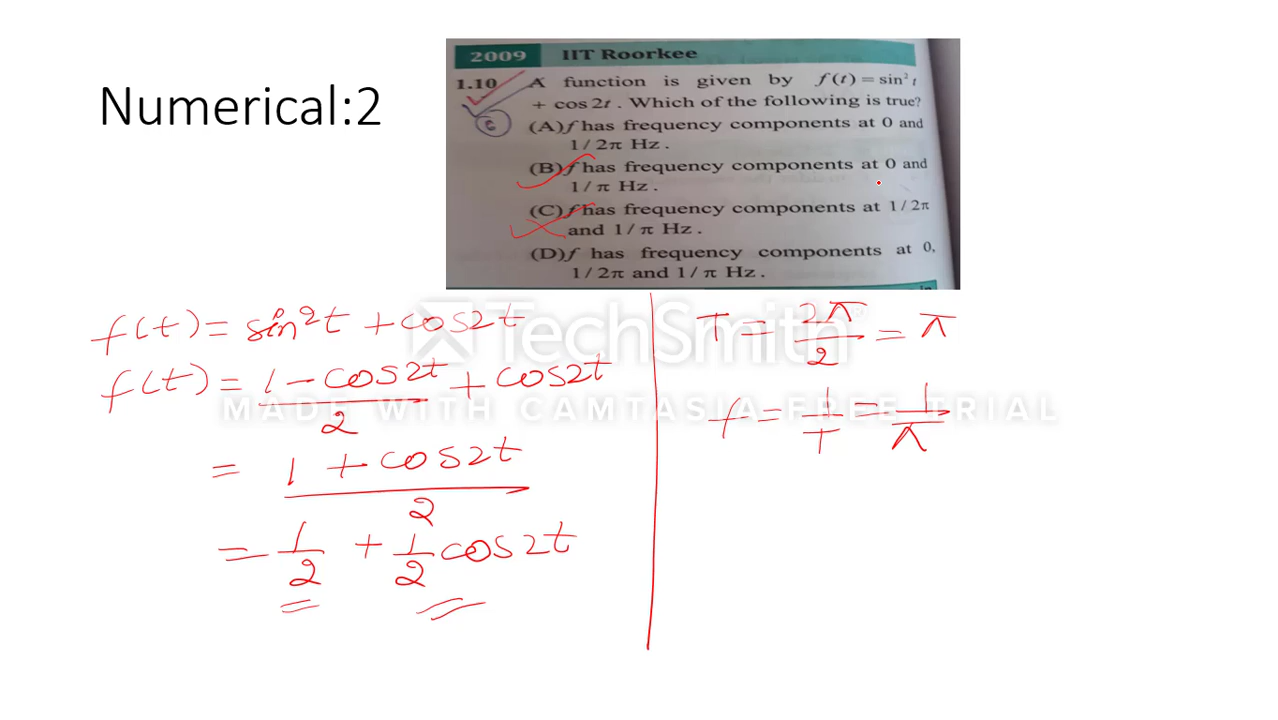 Numerical:2
2009 IIT Roorkee
1.10 A function is given by f(t) = sin² t
+ cos 2t . Which of the following is true?
C
(A) f has frequency components at 0 and
1/2π Hz .
(B) f has frequency components at 0 and
1/π Hz .
(C) f has frequency components at 1/2π
and 1/π Hz .
(D) f has frequency components at 0,
1/2π and 1/π Hz .
f(t) = sin²t + cos2t
f(t) = 1 - cos2t / 2 + cos2t
= 1 + cos2t / 2
= 1/2 + 1/2 cos2t
T = 2π/2 = π
f = 1/T = 1/π
TechSmith
MADE WITH CAMTASIA FREE TRIAL